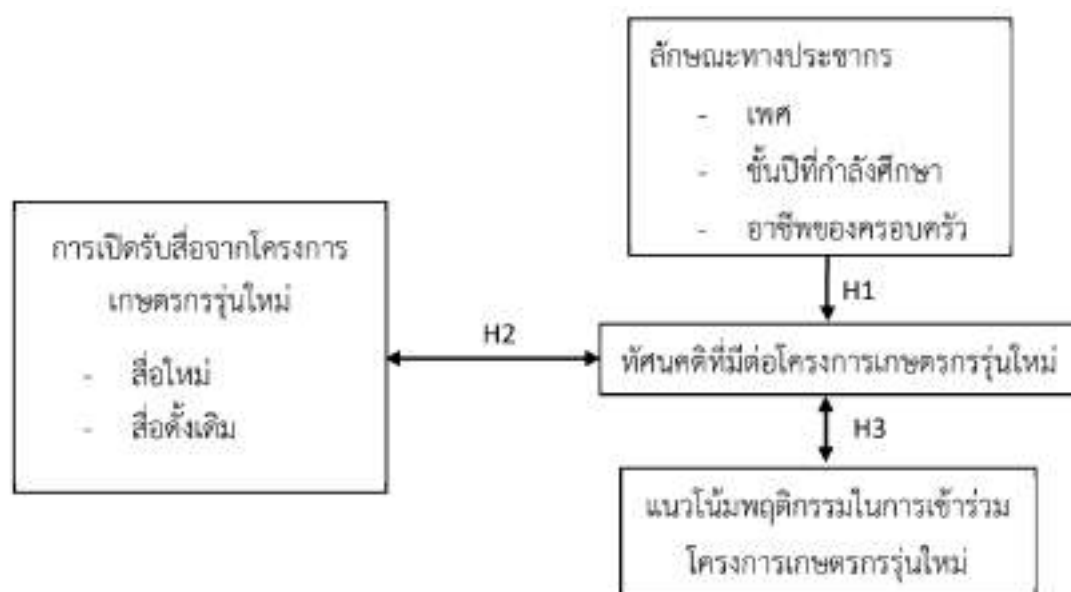 ลักษณะทางประชากร
- เพศ
- ชั้นปีที่กำลังศึกษา
- อาชีพของครอบครัว
H1
การเปิดรับสื่อจากโครงการ
เกษตรกรรุ่นใหม่
- สื่อใหม่
- สื่อดั้งเดิม
H2
ทัศนคติที่มีต่อโครงการเกษตรกรรุ่นใหม่
H3
แนวโน้มพฤติกรรมในการเข้าร่วม
โครงการเกษตรกรรุ่นใหม่